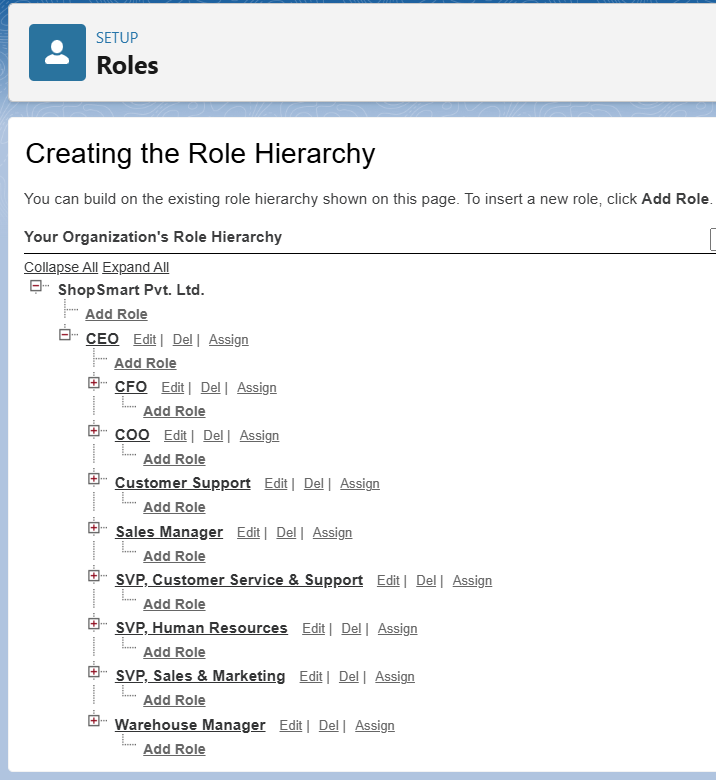 SETUP
Roles
Creating the Role Hierarchy
You can build on the existing role hierarchy shown on this page. To insert a new role, click Add Role.
Your Organization's Role Hierarchy
Collapse All Expand All
ShopSmart Pvt. Ltd.
Add Role
CEO Edit | Del | Assign
Add Role
CFO Edit | Del | Assign
Add Role
COO Edit | Del | Assign
Add Role
Customer Support Edit | Del | Assign
Add Role
Sales Manager Edit | Del | Assign
Add Role
SVP, Customer Service & Support Edit | Del | Assign
Add Role
SVP, Human Resources Edit | Del | Assign
Add Role
SVP, Sales & Marketing Edit | Del | Assign
Add Role
Warehouse Manager Edit | Del | Assign
Add Role